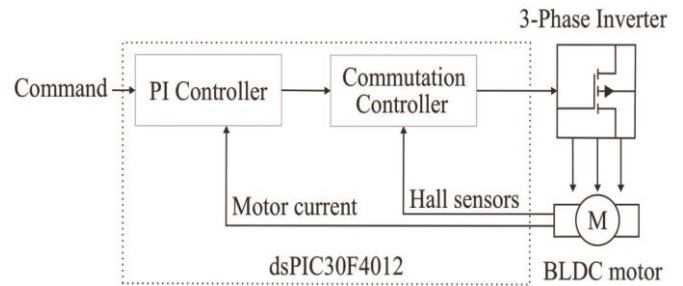 3-Phase Inverter
Command
PI Controller
Commutation
Controller
Motor current
Hall sensors
M
dsPIC30F4012
BLDC motor